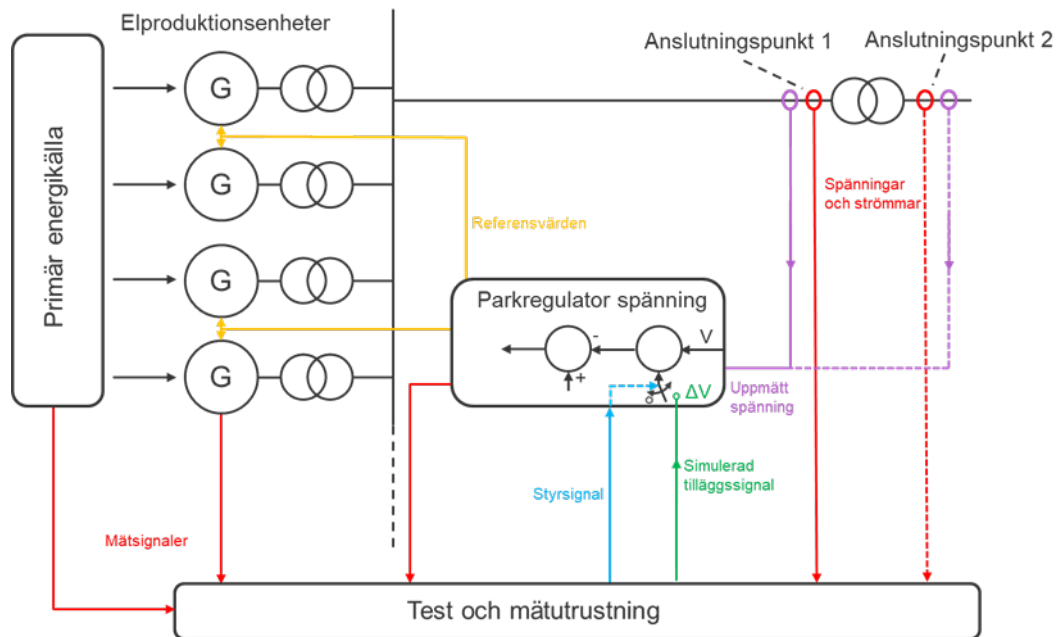 Elproduktionsenheter
Anslutningspunkt 1
Anslutningspunkt 2
Primär energikälla
G
G
G
G
Referensvärden
Spänningar
och strömmar
Parkregulator spänning
-
V
+
ΔV
Uppmätt
spänning
Styrsignal
Simulerad
tilläggssignal
Mätsignaler
Test och mätutrustning